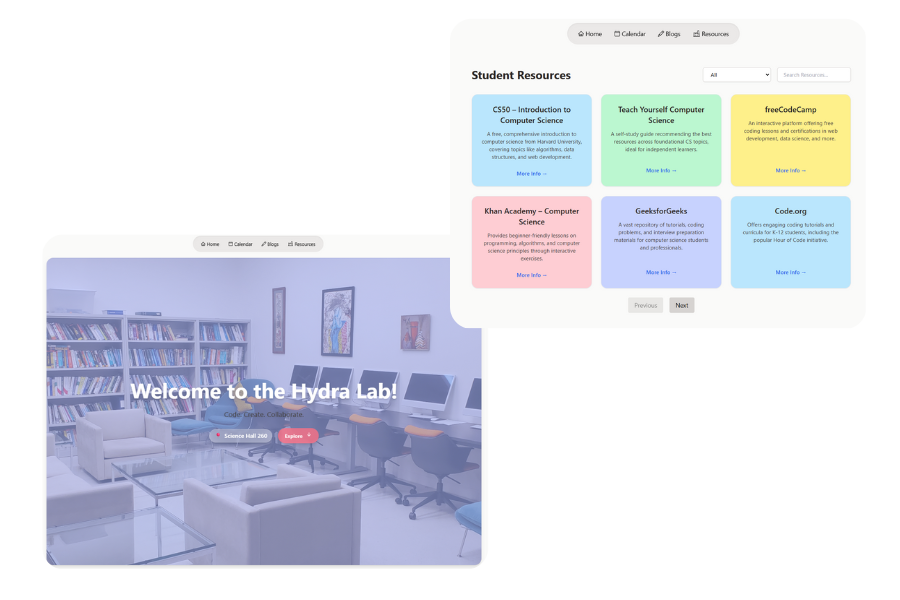 Home Calendar Blogs Resources
Student Resources
All
Search Resources...
CS50 – Introduction to
Computer Science
A free, comprehensive introduction to
computer science from Harvard University,
covering topics like algorithms, data
structures, and web development.
More Info →
Teach Yourself Computer
Science
A self-study guide recommending the best
resources across foundational CS topics,
ideal for independent learners.
More Info →
freeCodeCamp
An interactive platform offering free
coding lessons and certifications in web
development, data science, and more.
More Info →
Khan Academy – Computer
Science
Provides beginner friendly lessons on
programming, algorithms, and computer
science principles through interactive
exercises.
More Info →
GeeksforGeeks
A vast repository of tutorials, coding
problems, and interview preparation
materials for computer science students
and professionals.
More Info →
Code.org
Offers engaging coding tutorials and
curricula for K-12 students, including the
popular Hour of Code initiative.
More Info →
Previous Next
Home Calendar Blogs Resources
Welcome to the Hydra Lab!
Code. Create. Collaborate.
Science Hall 260 Explore